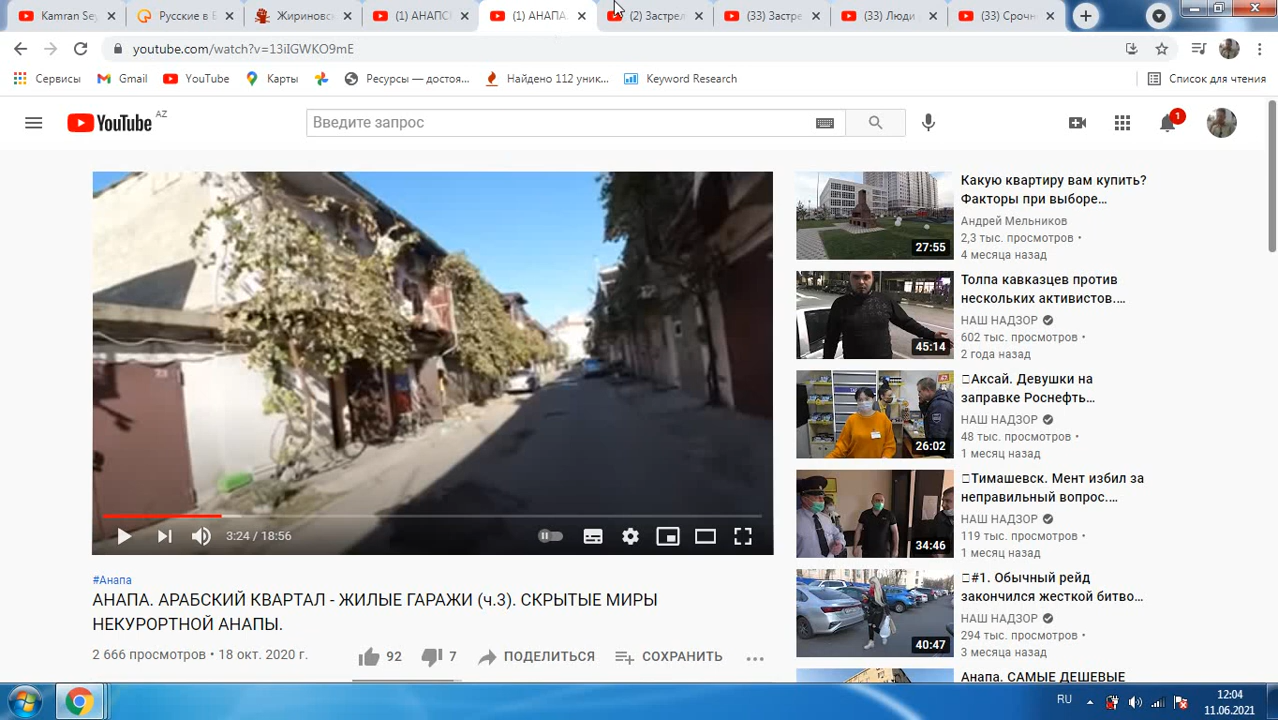 Kamran Sey
Русские в Е
Жириновс
(1) АНАПС
(1) АНАПА.
(2) Застрел
(33) Застре
(33) Люди
(33) Срочн
youtube.com/watch?v=13iIGWKO9mE
Сервисы
Gmail
YouTube
Карты
Ресурсы — достоя...
Найдено 112 уник...
Keyword Research
Список для чтения
YouTube AZ
Введите запрос
1
Какую квартиру вам купить?
Факторы при выборе...
Андрей Мельников
2,3 тыс. просмотров •
4 месяца назад
27:55
Толпа кавказцев против
нескольких активистов....
НАШ НАДЗОР
602 тыс. просмотров •
2 года назад
45:14
Аксай. Девушки на
заправке Роснефть...
НАШ НАДЗОР
48 тыс. просмотров •
1 месяц назад
26:02
Тимашевск. Мент избил за
неправильный вопрос....
НАШ НАДЗОР
119 тыс. просмотров •
1 месяц назад
34:46
#1. Обычный рейд
закончился жесткой битво...
НАШ НАДЗОР
294 тыс. просмотров •
3 месяца назад
40:47
Анапа. САМЫЕ ДЕШЕВЫЕ
3:24 / 18:56
#Анапа
АНАПА. АРАБСКИЙ КВАРТАЛ - ЖИЛЫЕ ГАРАЖИ (ч.3). СКРЫТЫЕ МИРЫ
НЕКУРОРТНОЙ АНАПЫ.
2 666 просмотров • 18 окт. 2020 г.
92
7
ПОДЕЛИТЬСЯ
СОХРАНИТЬ
RU
12:04
11.06.2021